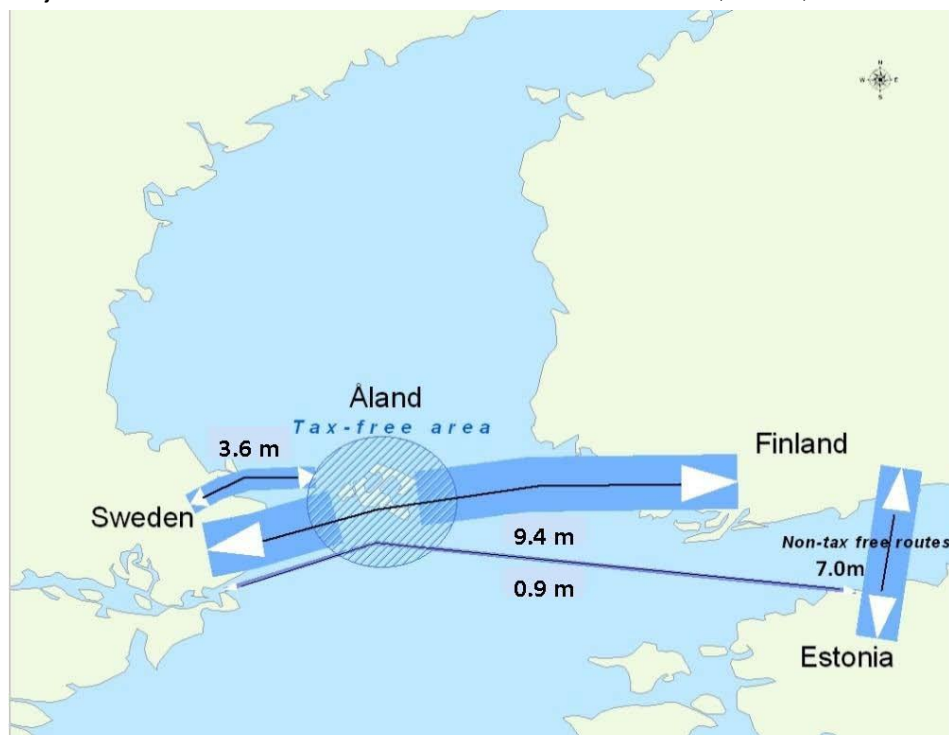 N
W E
S
Åland
Tax-free area
3.6 m
Finland
Sweden
9.4 m
Non-tax free routes
7.0m
0.9 m
Estonia